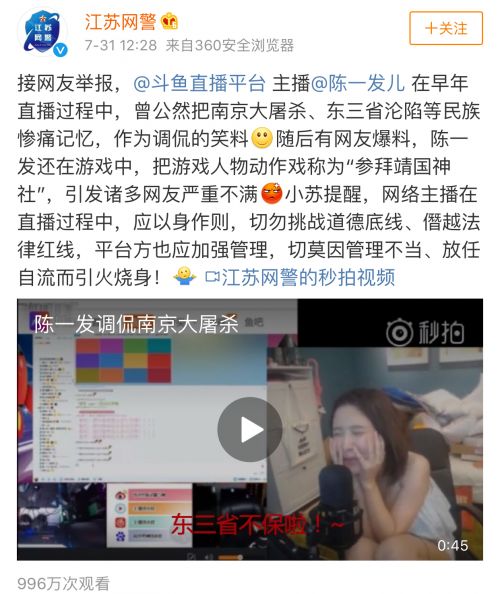 江苏网警
7-31 12:28 来自360安全浏览器
+关注
接网友举报，@斗鱼直播平台 主播@陈一发儿 在早年
直播过程中，曾公然把南京大屠杀、东三省沦陷等民族
惨痛记忆，作为调侃的笑料 随后有网友爆料，陈一
发还在游戏中，把游戏人物动作戏称为“参拜靖国神
社”，引发诸多网友严重不满 小苏提醒，网络主播在
直播过程中，应以身作则，切勿挑战道德底线、僭越法
律红线，平台方也应加强管理，切莫因管理不当、放任
自流而引火烧身！ 江苏网警的秒拍视频
陈一发调侃南京大屠杀
鱼吧
秒拍
东三省不保啦！~
0:45
996万次观看